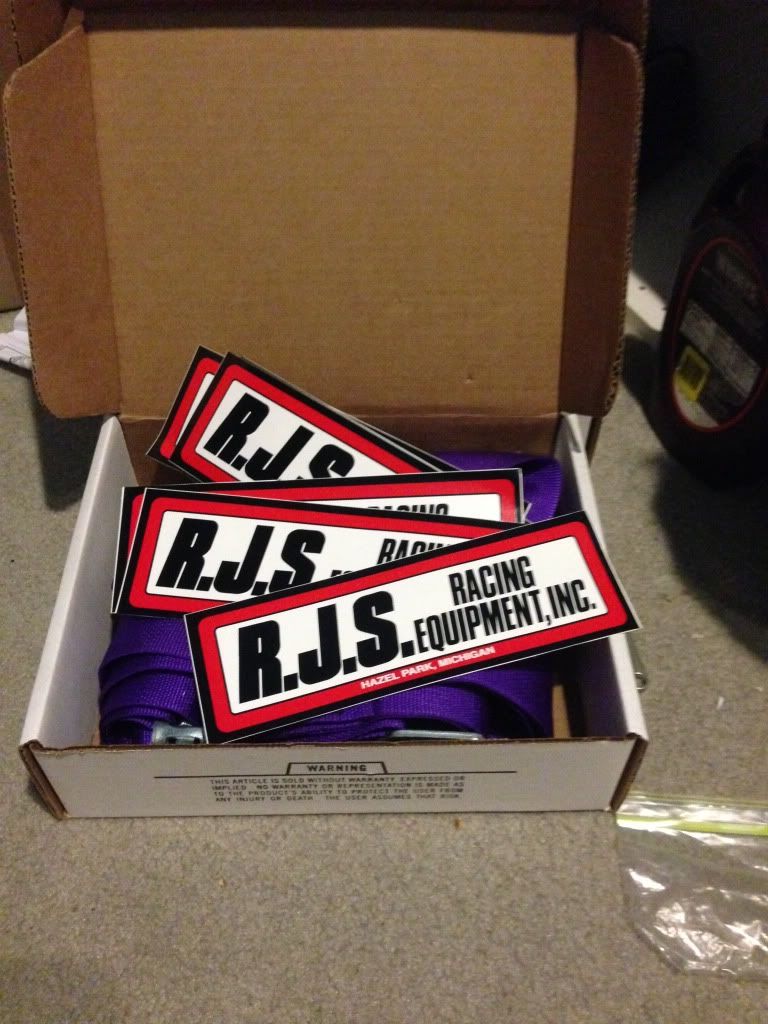 R.J.S
RACING
R.J.S.
RACING
R.J.S.
RACING
EQUIPMENT, INC.
HAZEL PARK, MICHIGAN
WARNING
THIS ARTICLE IS SOLD WITHOUT WARRANTY EXPRESSED OR
IMPLIED. NO WARRANTY OR REPRESENTATION IS MADE AS
TO THE PRODUCT'S ABILITY TO PROTECT THE USER FROM
ANY INJURY OR DEATH. THE USER ASSUMES THAT RISK.